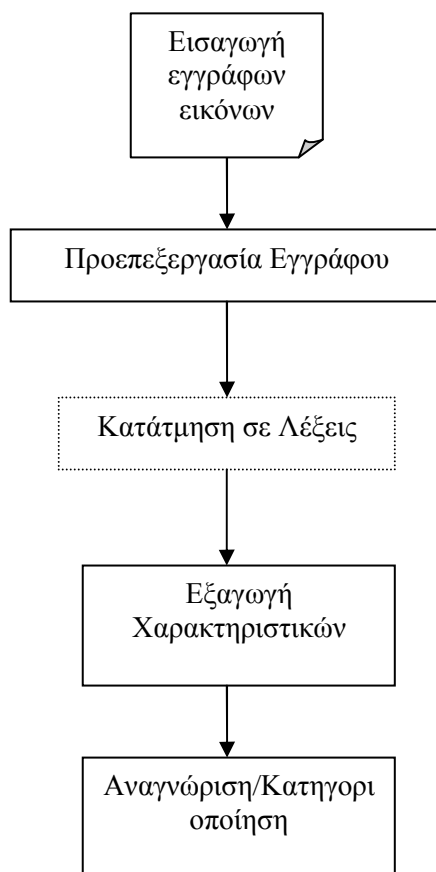 Εισαγωγή
εγγράφων
εικόνων
Προεπεξεργασία Εγγράφου
Κατάτμηση σε Λέξεις
Εξαγωγή
Χαρακτηριστικών
Αναγνώριση/Κατηγορι
οποίηση